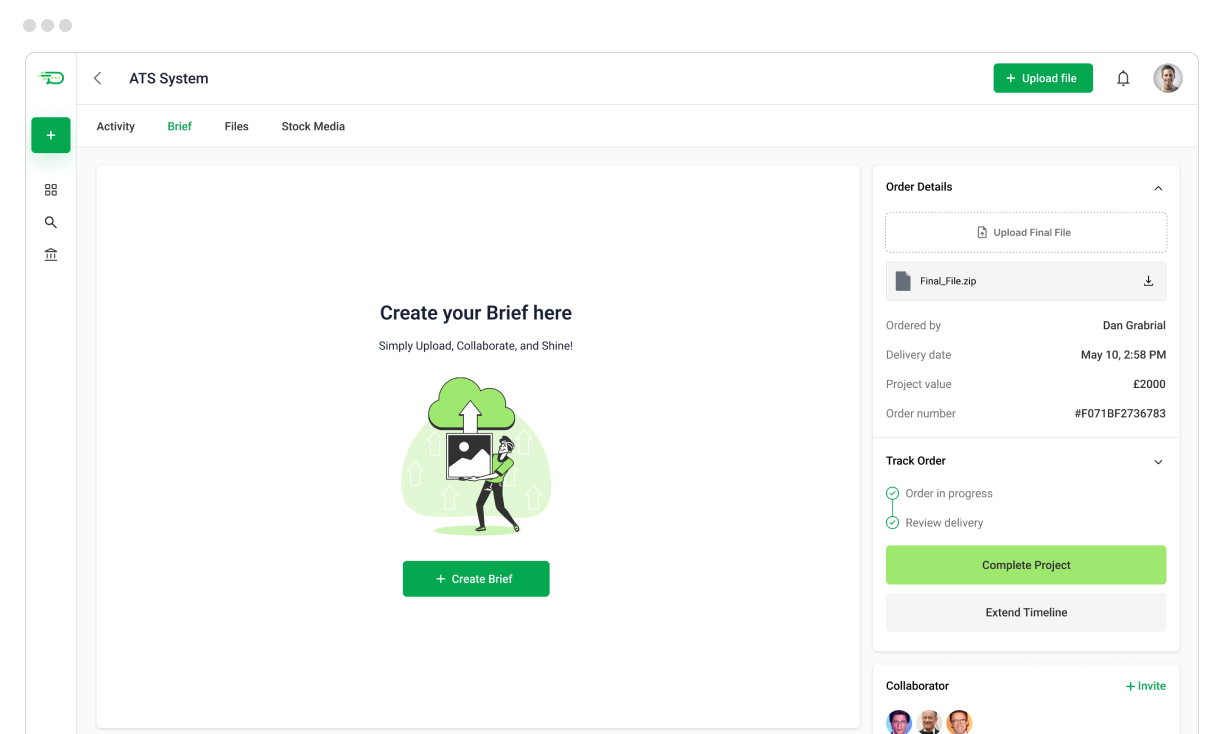 ATS System
+ Upload file
+
Activity
Brief
Files
Stock Media
Create your Brief here
Simply Upload, Collaborate, and Shine!
+ Create Brief
Order Details
Upload Final File
Final_File.zip
Ordered by Dan Grabrial
Delivery date May 10, 2:58 PM
Project value £2000
Order number #F071BF2736783
Track Order
Order in progress
Review delivery
Complete Project
Extend Timeline
Collaborator
+ Invite